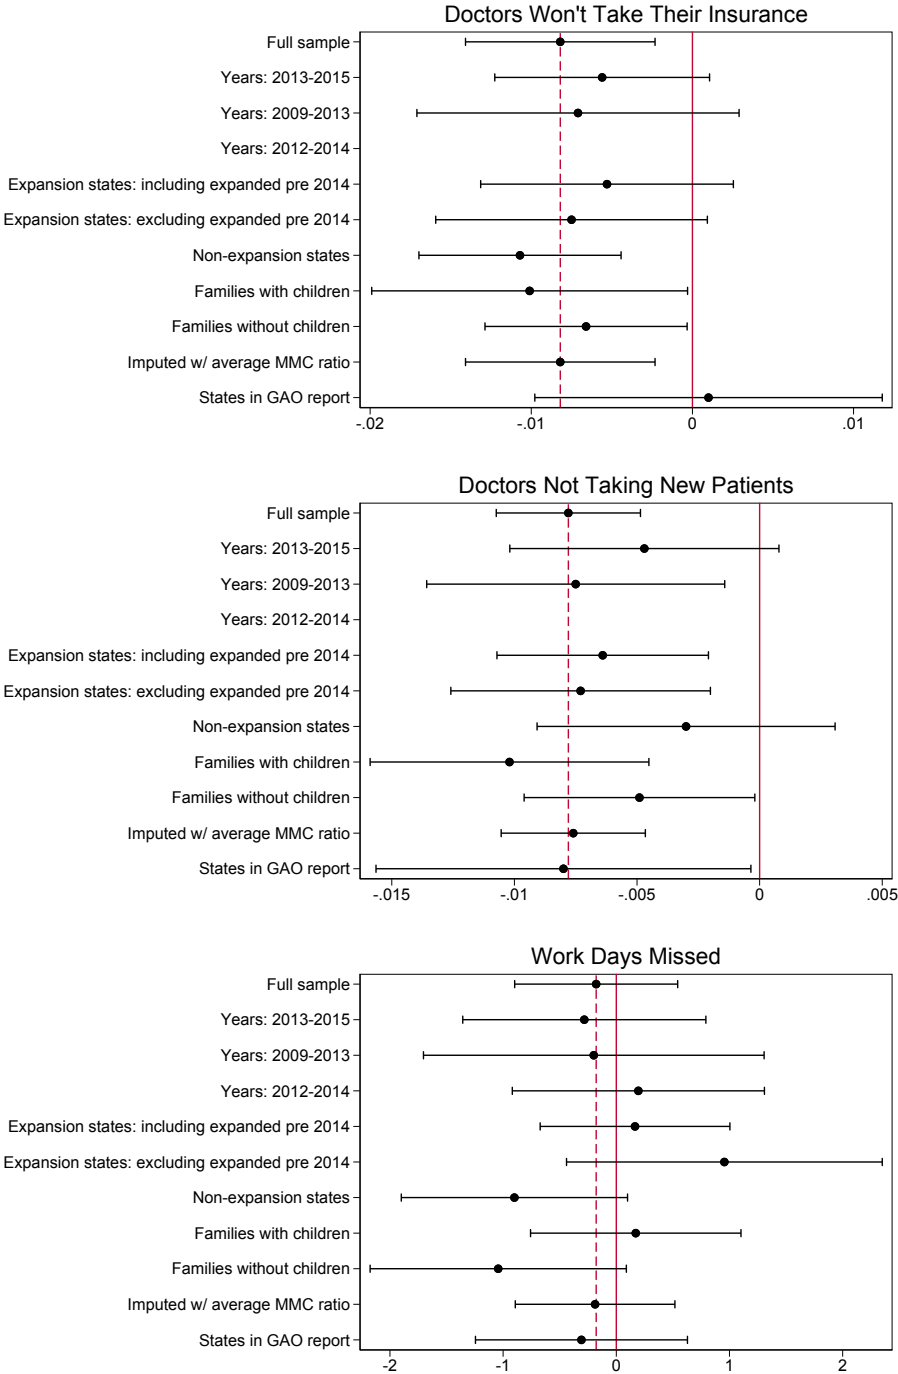 Doctors Won't Take Their Insurance
Full sample
Years: 2013-2015
Years: 2009-2013
Years: 2012-2014
Expansion states: including expanded pre 2014
Expansion states: excluding expanded pre 2014
Non-expansion states
Families with children
Families without children
Imputed w/ average MMC ratio
States in GAO report
-.02 -.01 0 .01
Doctors Not Taking New Patients
Full sample
Years: 2013-2015
Years: 2009-2013
Years: 2012-2014
Expansion states: including expanded pre 2014
Expansion states: excluding expanded pre 2014
Non-expansion states
Families with children
Families without children
Imputed w/ average MMC ratio
States in GAO report
-.015 -.01 -.005 0 .005
Work Days Missed
Full sample
Years: 2013-2015
Years: 2009-2013
Years: 2012-2014
Expansion states: including expanded pre 2014
Expansion states: excluding expanded pre 2014
Non-expansion states
Families with children
Families without children
Imputed w/ average MMC ratio
States in GAO report
-2 -1 0 1 2